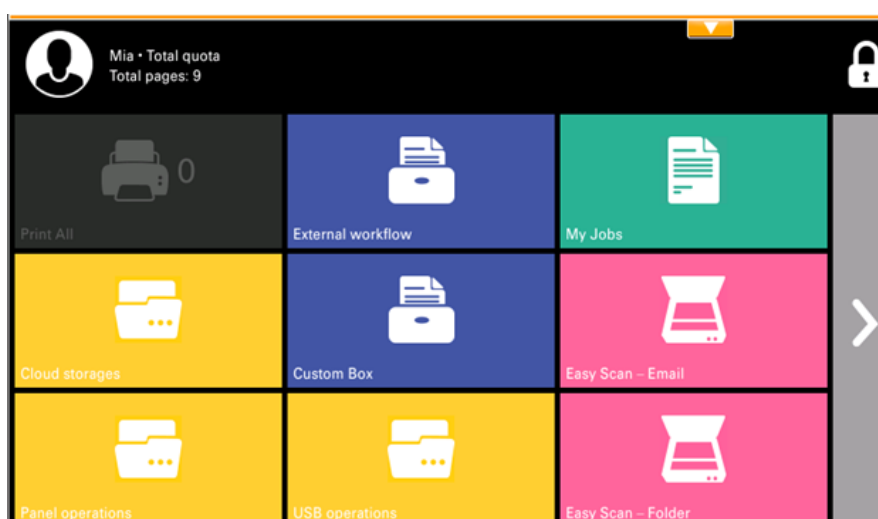 Mia • Total quota
Total pages: 9
0
Print All
External workflow
My Jobs
Cloud storages
Custom Box
Easy Scan – Email
Panel operations
USB operations
Easy Scan – Folder